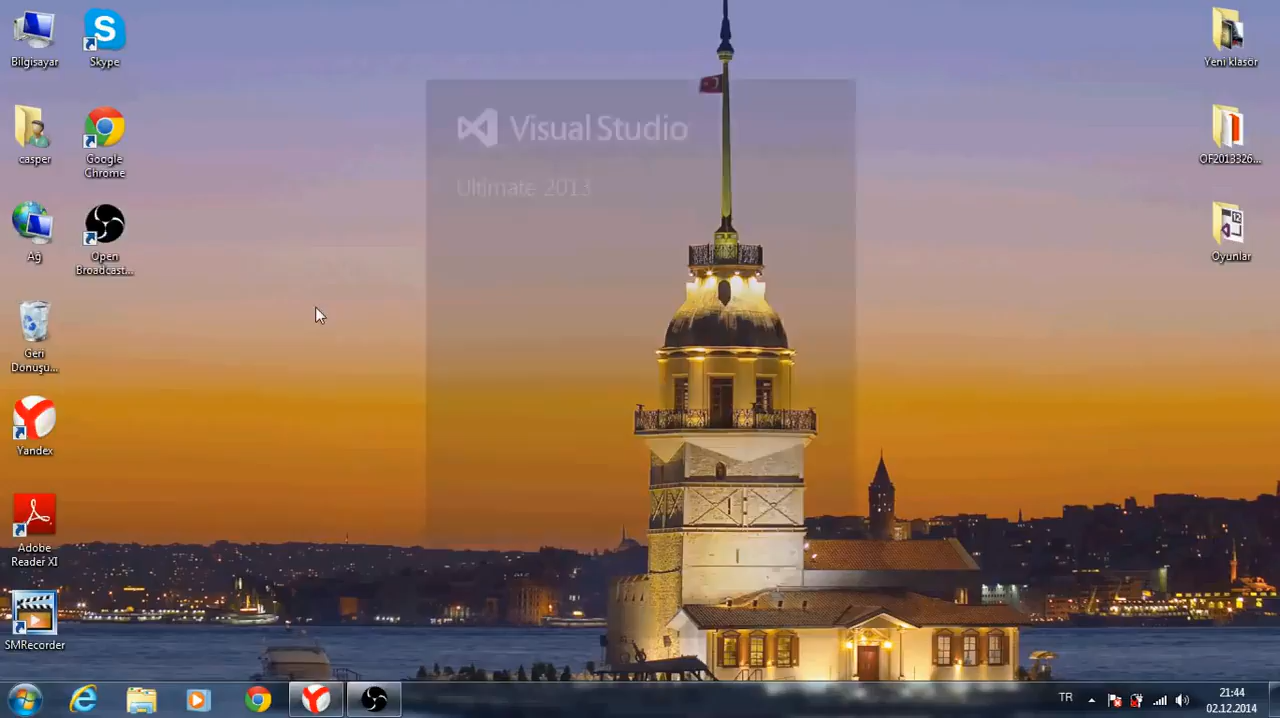 Bilgisayar
Skype
casper
Google
Chrome
Ağ
Open
Broadcast...
Geri
Dönüşü...
Yandex
Adobe
Reader XI
SMRecorder
Visual Studio
Ultimate 2013
Yeni klasör
OF2013326...
Oyunlar
TR
21:44
02.12.2014